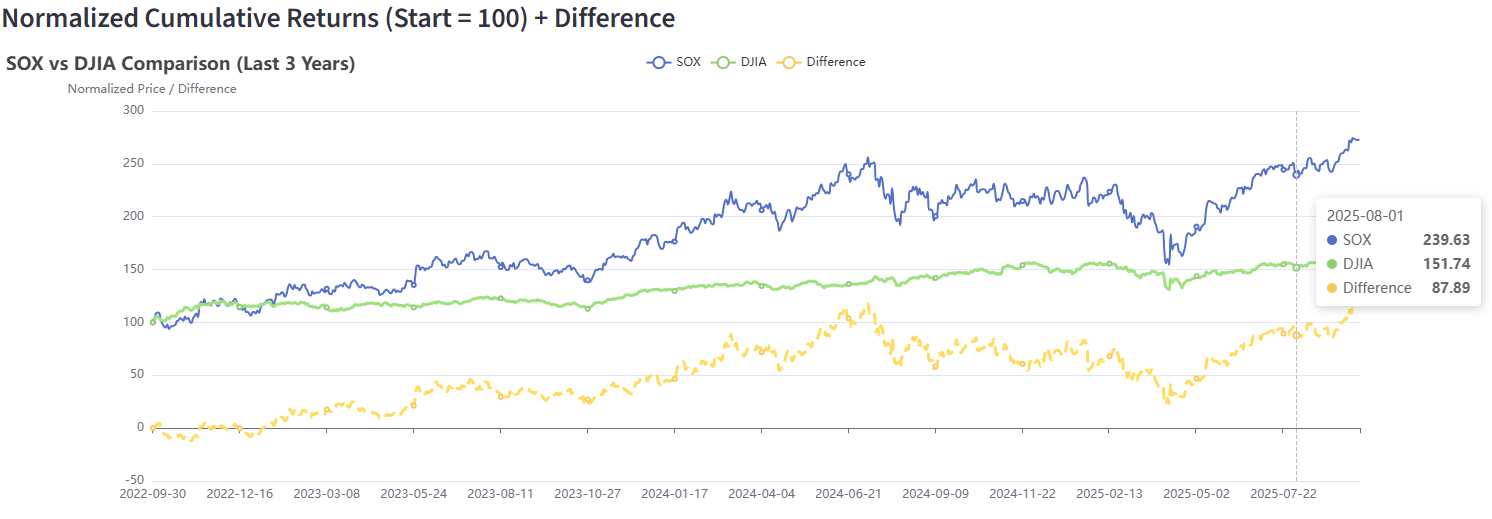 Normalized Cumulative Returns (Start = 100) + Difference
SOX vs DJIA Comparison (Last 3 Years)
SOX DJIA Difference
Normalized Price / Difference
300
250
200
150
100
50
0
-50
2025-08-01
SOX 239.63
DJIA 151.74
Difference 87.89
2022-09-30 2022-12-16 2023-03-08 2023-05-24 2023-08-11 2023-10-27 2024-01-17 2024-04-04 2024-06-21 2024-09-09 2024-11-22 2025-02-13 2025-05-02 2025-07-22